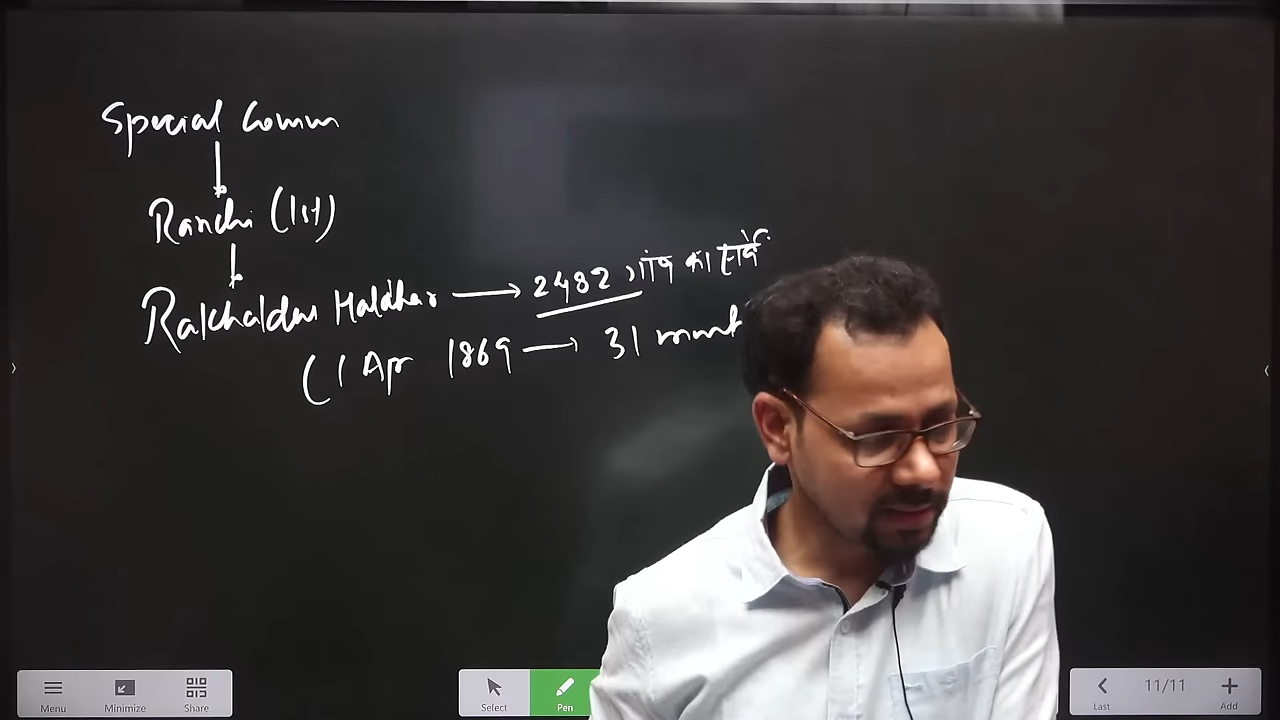 Special Comm
Ranchi (1st)
Rakhaldas Haldhar → 2482 गांव का सर्वे
(1 Apr 1869 → 31
Menu
Minimize
Share
Select
Pen
Last
11/11
Add